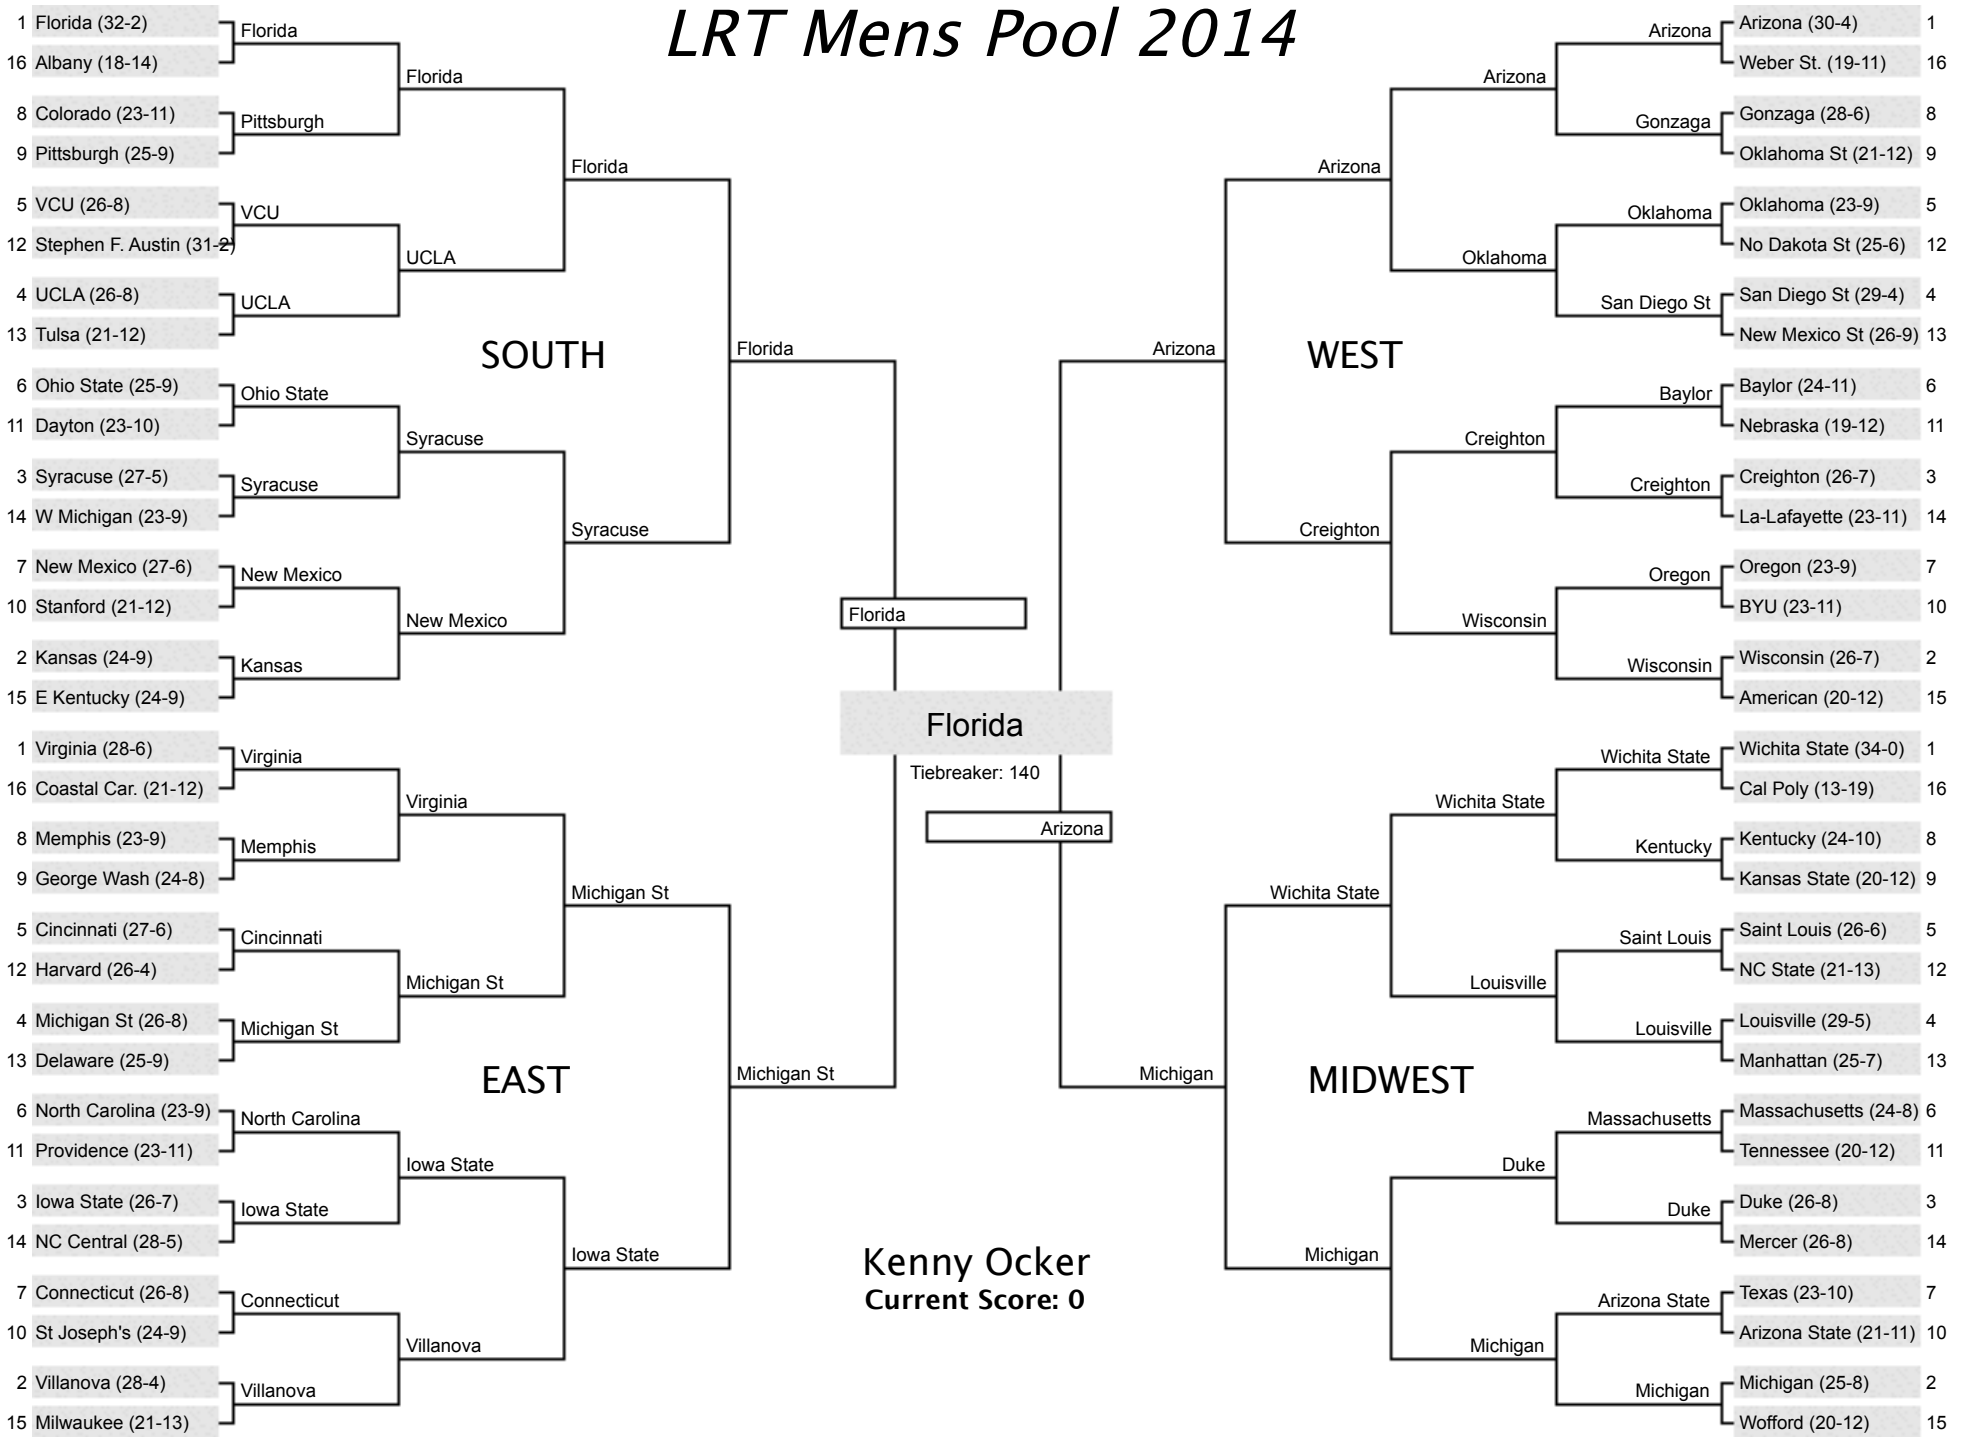 LRT Mens Pool 2014
1 Florida (32-2)
Florida
16 Albany (18-14)
Florida
8 Colorado (23-11)
Pittsburgh
9 Pittsburgh (25-9)
Florida
5 VCU (26-8)
VCU
12 Stephen F. Austin (31-2)
UCLA
4 UCLA (26-8)
UCLA
13 Tulsa (21-12)
SOUTH
Florida
6 Ohio State (25-9)
Ohio State
11 Dayton (23-10)
Syracuse
3 Syracuse (27-5)
Syracuse
14 W Michigan (23-9)
Syracuse
7 New Mexico (27-6)
New Mexico
10 Stanford (21-12)
New Mexico
2 Kansas (24-9)
Kansas
15 E Kentucky (24-9)
1 Virginia (28-6)
Virginia
16 Coastal Car. (21-12)
Virginia
8 Memphis (23-9)
Memphis
9 George Wash (24-8)
Michigan St
5 Cincinnati (27-6)
Cincinnati
12 Harvard (26-4)
Michigan St
4 Michigan St (26-8)
Michigan St
13 Delaware (25-9)
EAST
Michigan St
6 North Carolina (23-9)
North Carolina
11 Providence (23-11)
Iowa State
3 Iowa State (26-7)
Iowa State
14 NC Central (28-5)
Iowa State
7 Connecticut (26-8)
Connecticut
10 St Joseph's (24-9)
Villanova
2 Villanova (28-4)
Villanova
15 Milwaukee (21-13)
Florida
Florida
Tiebreaker: 140
Arizona
Kenny Ocker
Current Score: 0
Arizona (30-4) 1
Arizona
Weber St. (19-11) 16
Arizona
Gonzaga (28-6) 8
Gonzaga
Oklahoma St (21-12) 9
Arizona
Oklahoma (23-9) 5
Oklahoma
No Dakota St (25-6) 12
Oklahoma
San Diego St (29-4) 4
San Diego St
New Mexico St (26-9) 13
Arizona
WEST
Baylor (24-11) 6
Baylor
Nebraska (19-12) 11
Creighton
Creighton (26-7) 3
Creighton
La-Lafayette (23-11) 14
Creighton
Oregon (23-9) 7
Oregon
BYU (23-11) 10
Wisconsin
Wisconsin (26-7) 2
Wisconsin
American (20-12) 15
Wichita State (34-0) 1
Wichita State
Cal Poly (13-19) 16
Wichita State
Kentucky (24-10) 8
Kentucky
Kansas State (20-12) 9
Wichita State
Saint Louis (26-6) 5
Saint Louis
NC State (21-13) 12
Louisville
Louisville (29-5) 4
Louisville
Manhattan (25-7) 13
Michigan
MIDWEST
Massachusetts (24-8) 6
Massachusetts
Tennessee (20-12) 11
Duke
Duke (26-8) 3
Duke
Mercer (26-8) 14
Michigan
Texas (23-10) 7
Arizona State
Arizona State (21-11) 10
Michigan
Michigan (25-8) 2
Michigan
Wofford (20-12) 15